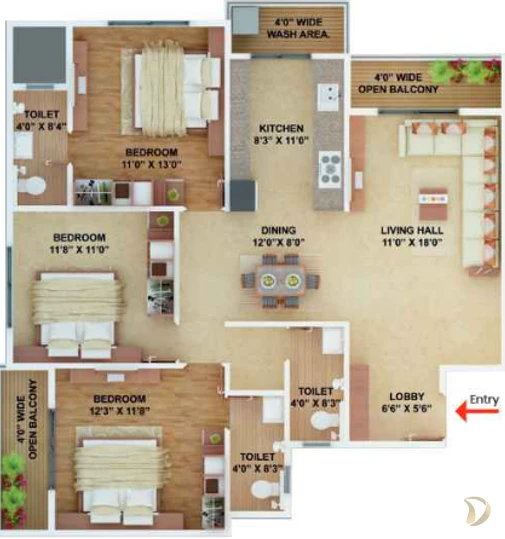 4'0" WIDE
WASH AREA.
4'0" WIDE
OPEN BALCONY
TOILET
4'0" X 8'4"
KITCHEN
8'3" X 11'0"
BEDROOM
11'0" X 13'0"
BEDROOM
11'8" X 11'0"
DINING
12'0"X 8'0"
LIVING HALL
11'0" X 18'0"
4'0" WIDE
OPEN BALCONY
BEDROOM
12'3" X 11'8"
TOILET
4'0" X 8'3"
LOBBY
6'6" X 5'6"
Entry
TOILET
4'0" X 8'3"